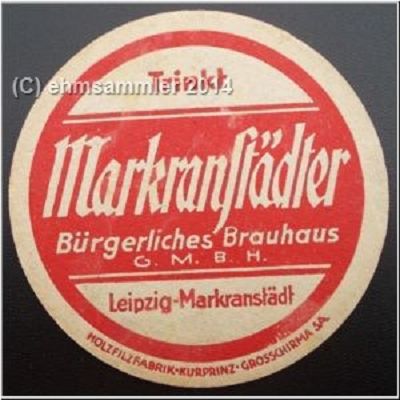 Trinkt
(C) ehmsammler 2014
Markranſtädter
Bürgerliches Brauhaus
G. M. B. H.
Leipzig-Markranſtädt
HOLZFILZFABRIK·KURPRINZ·GROSSCHIRMA SA.